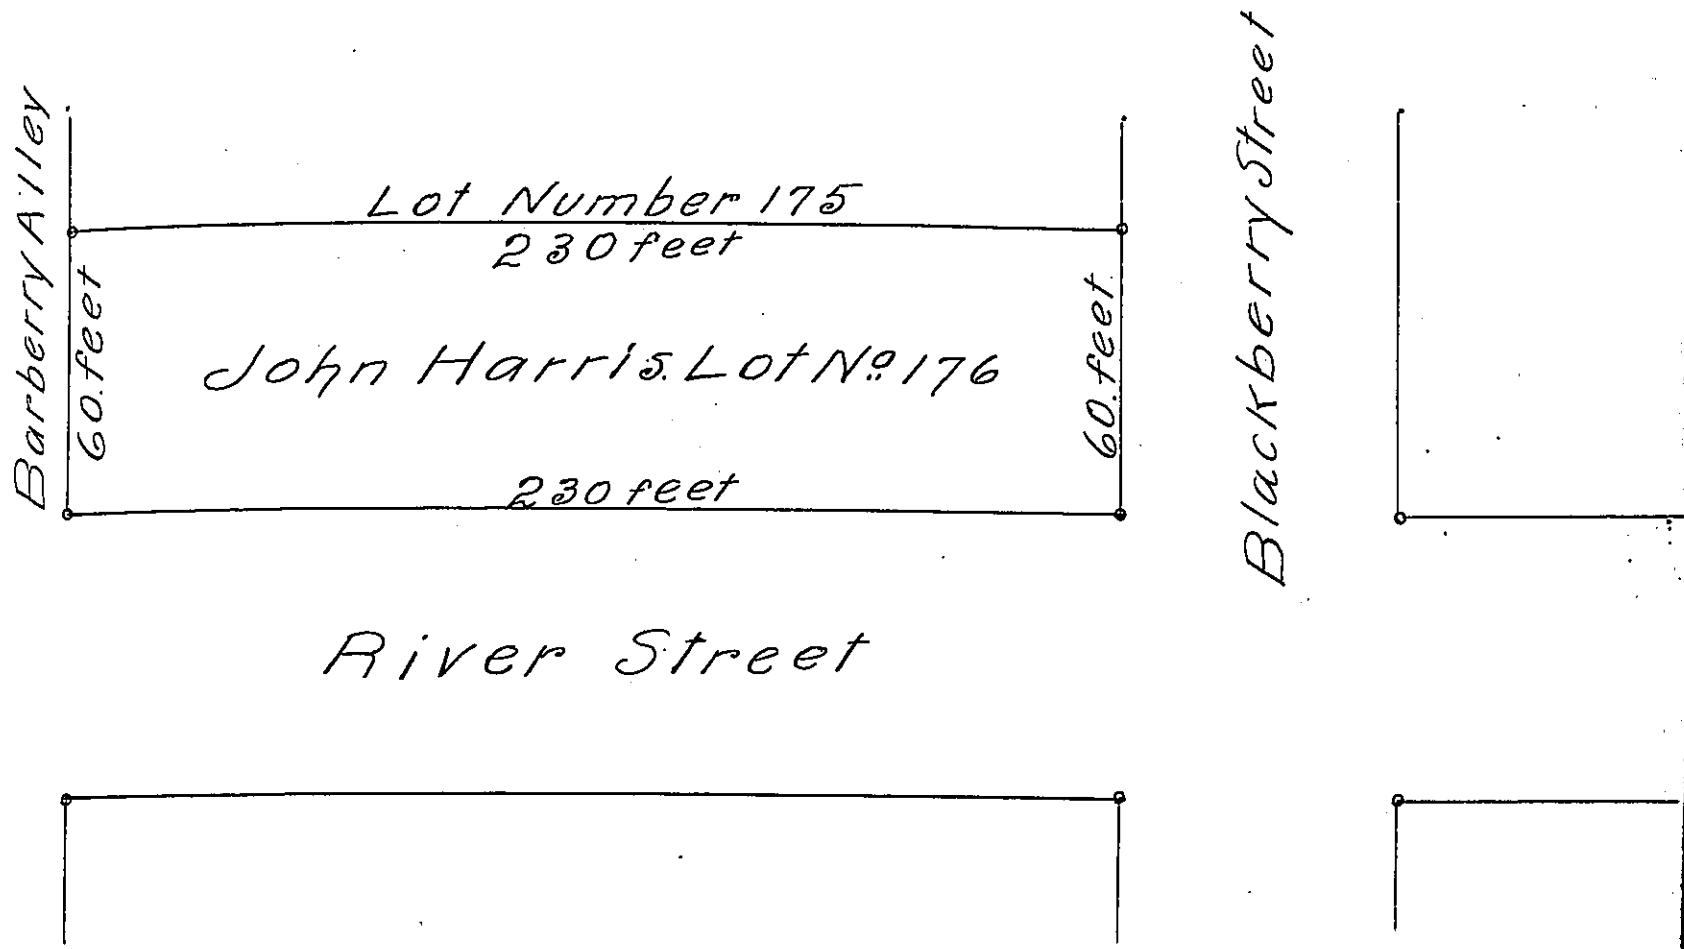 Barberry Alley
Lot Number 175
230 feet
60. feet
John Harris. Lot Nº 176
60. feet
230 feet
Blackberry Street
River Street